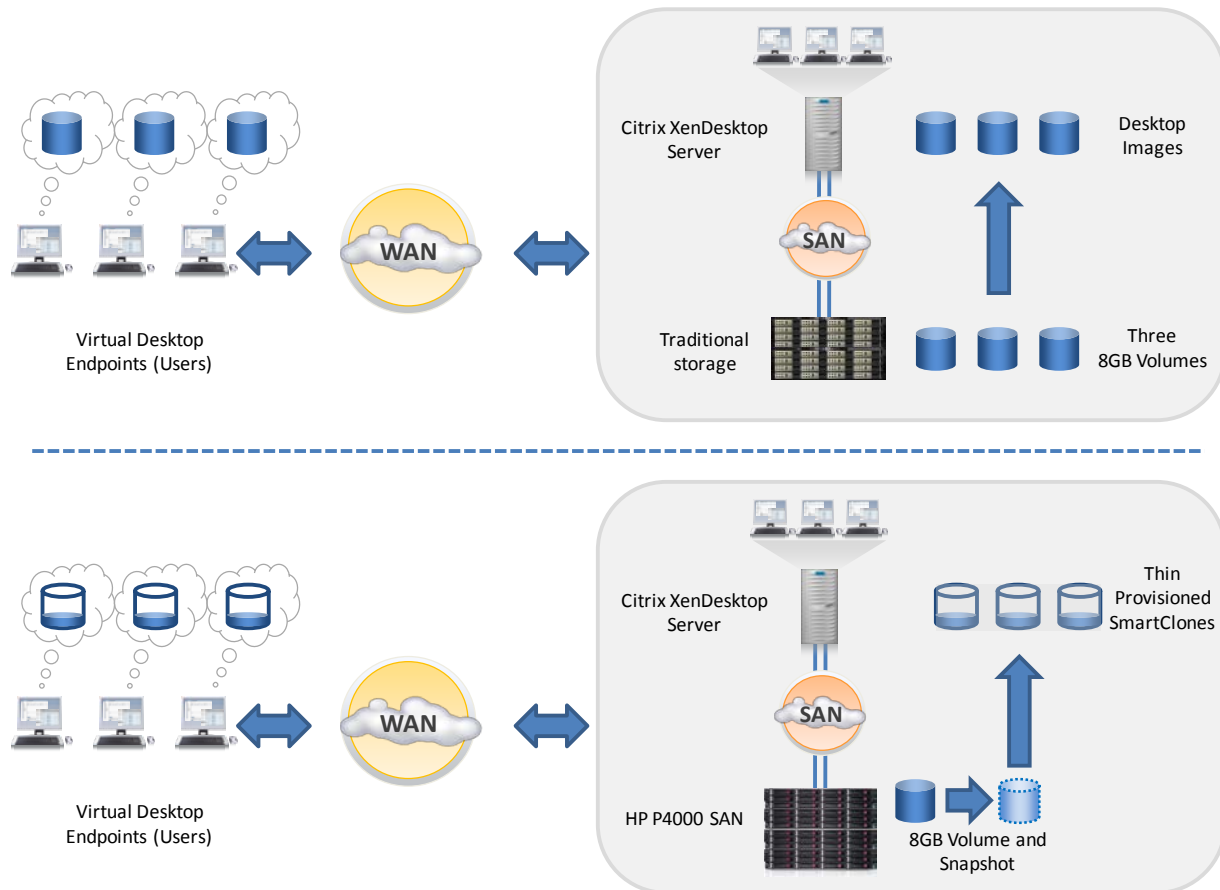 Citrix XenDesktop
Server
Desktop
Images
WAN
SAN
Virtual Desktop
Endpoints (Users)
Traditional
storage
Three
8GB Volumes
Citrix XenDesktop
Server
Thin
Provisioned
SmartClones
WAN
SAN
Virtual Desktop
Endpoints (Users)
HP P4000 SAN
8GB Volume and
Snapshot